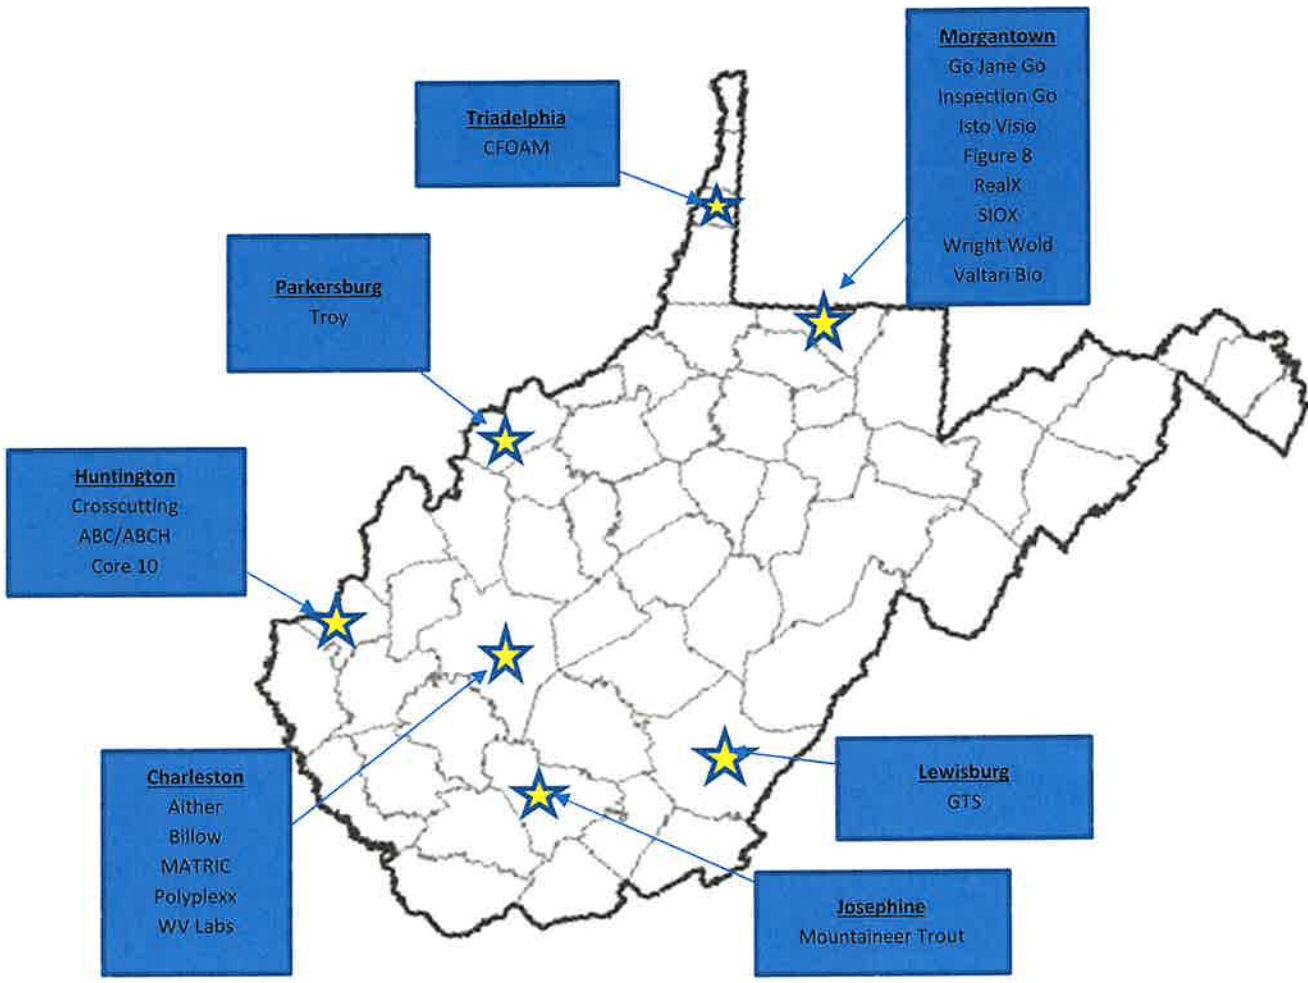 Morgantown
Go Jane Go
Inspection Go
Isto Visio
Figure 8
RealX
SIOX
Wright Wold
Valtari Bio
Triadelphia
CFOAM
Parkersburg
Troy
Huntington
Crosscutting
ABC/ABCH
Core 10
Charleston
Aither
Billow
MATRIC
Polyplexx
WV Labs
Lewisburg
GTS
Josephine
Mountaineer Trout